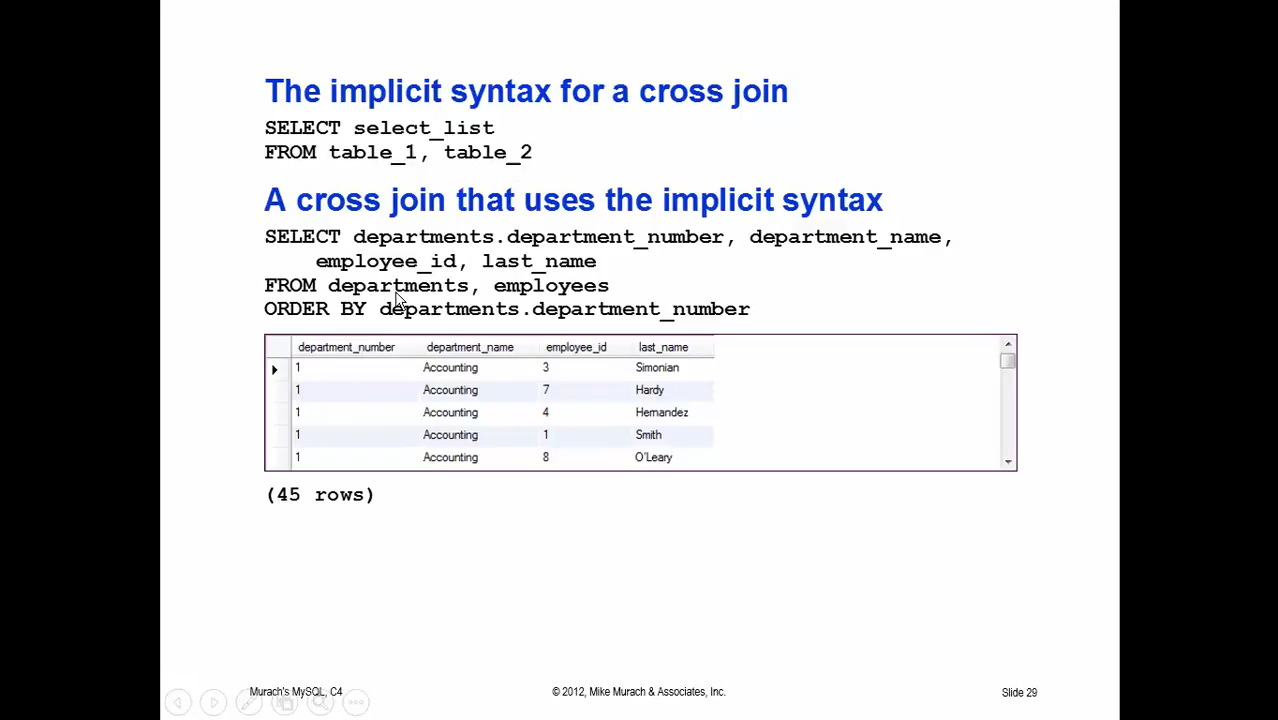 The implicit syntax for a cross join
SELECT select_list
FROM table_1, table_2
A cross join that uses the implicit syntax
SELECT departments.department_number, department_name,
employee_id, last_name
FROM departments, employees
ORDER BY departments.department_number
department_number department_name employee_id last_name
1 Accounting 3 Simonian
1 Accounting 7 Hardy
1 Accounting 4 Hernandez
1 Accounting 1 Smith
1 Accounting 8 O'Leary
(45 rows)
Murach's MySQL, C4 © 2012, Mike Murach & Associates, Inc. Slide 29